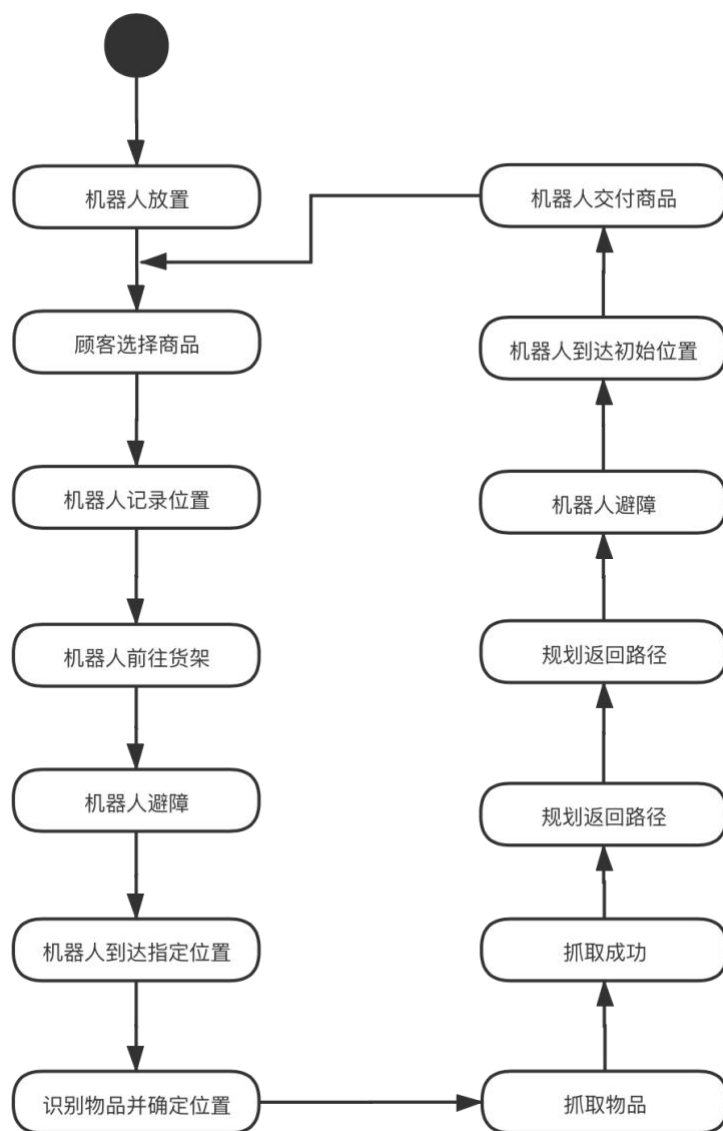 机器人放置
顾客选择商品
机器人记录位置
机器人前往货架
机器人避障
机器人到达指定位置
识别物品并确定位置
抓取物品
抓取成功
规划返回路径
规划返回路径
机器人避障
机器人到达初始位置
机器人交付商品